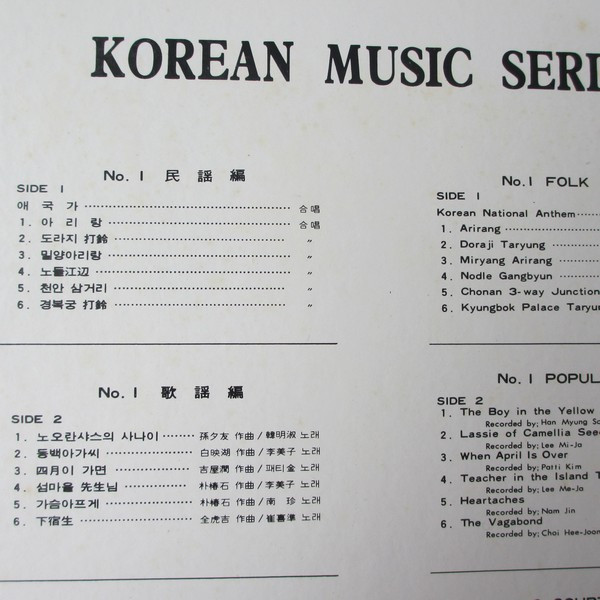 KOREAN MUSIC
No. 1 民謡編
SIDE 1
애국가 合唱
1. 아리랑 合唱
2. 도라지 打鈴 〃
3. 밀양아리랑 〃
4. 노들江辺 〃
5. 천안 삼거리 〃
6. 경복궁 打鈴 〃
No. 1 歌謡編
SIDE 2
1. 노오란샤스의 사나이 孫夕友 作曲/韓明淑 노래
2. 동백아가씨 白映湖 作曲/李美子 노래
3. 四月이 가면 吉屋潤 作曲/패티金 노래
4. 섬마을 先生님 朴椿石 作曲/李美子 노래
5. 가슴아프게 朴椿石 作曲/南珍 노래
6. 下宿生 全虎吉 作曲/崔喜準 노래
No. 1 FOLK
SIDE 1
Korean National Anthem
1. Arirang
2. Doraji Taryung
3. Miryang Arirang
4. Nodle Gangbyun
5. Chonan 3-way Junction
6. Kyungbok Palace
No. 1
SIDE 2
1. The Boy in the Yellow
Recorded by; Han Myung
2. Lassie of Camellia
Recorded by; Lee Mi-Ja
3. When April Is Over
Recorded by; Patti Kim
4. Teacher in the Island
Recorded by; Lee Me-Ja
5. Heartaches
Recorded by; Nam Jin
6. The Vagabond
Recorded by; Choi